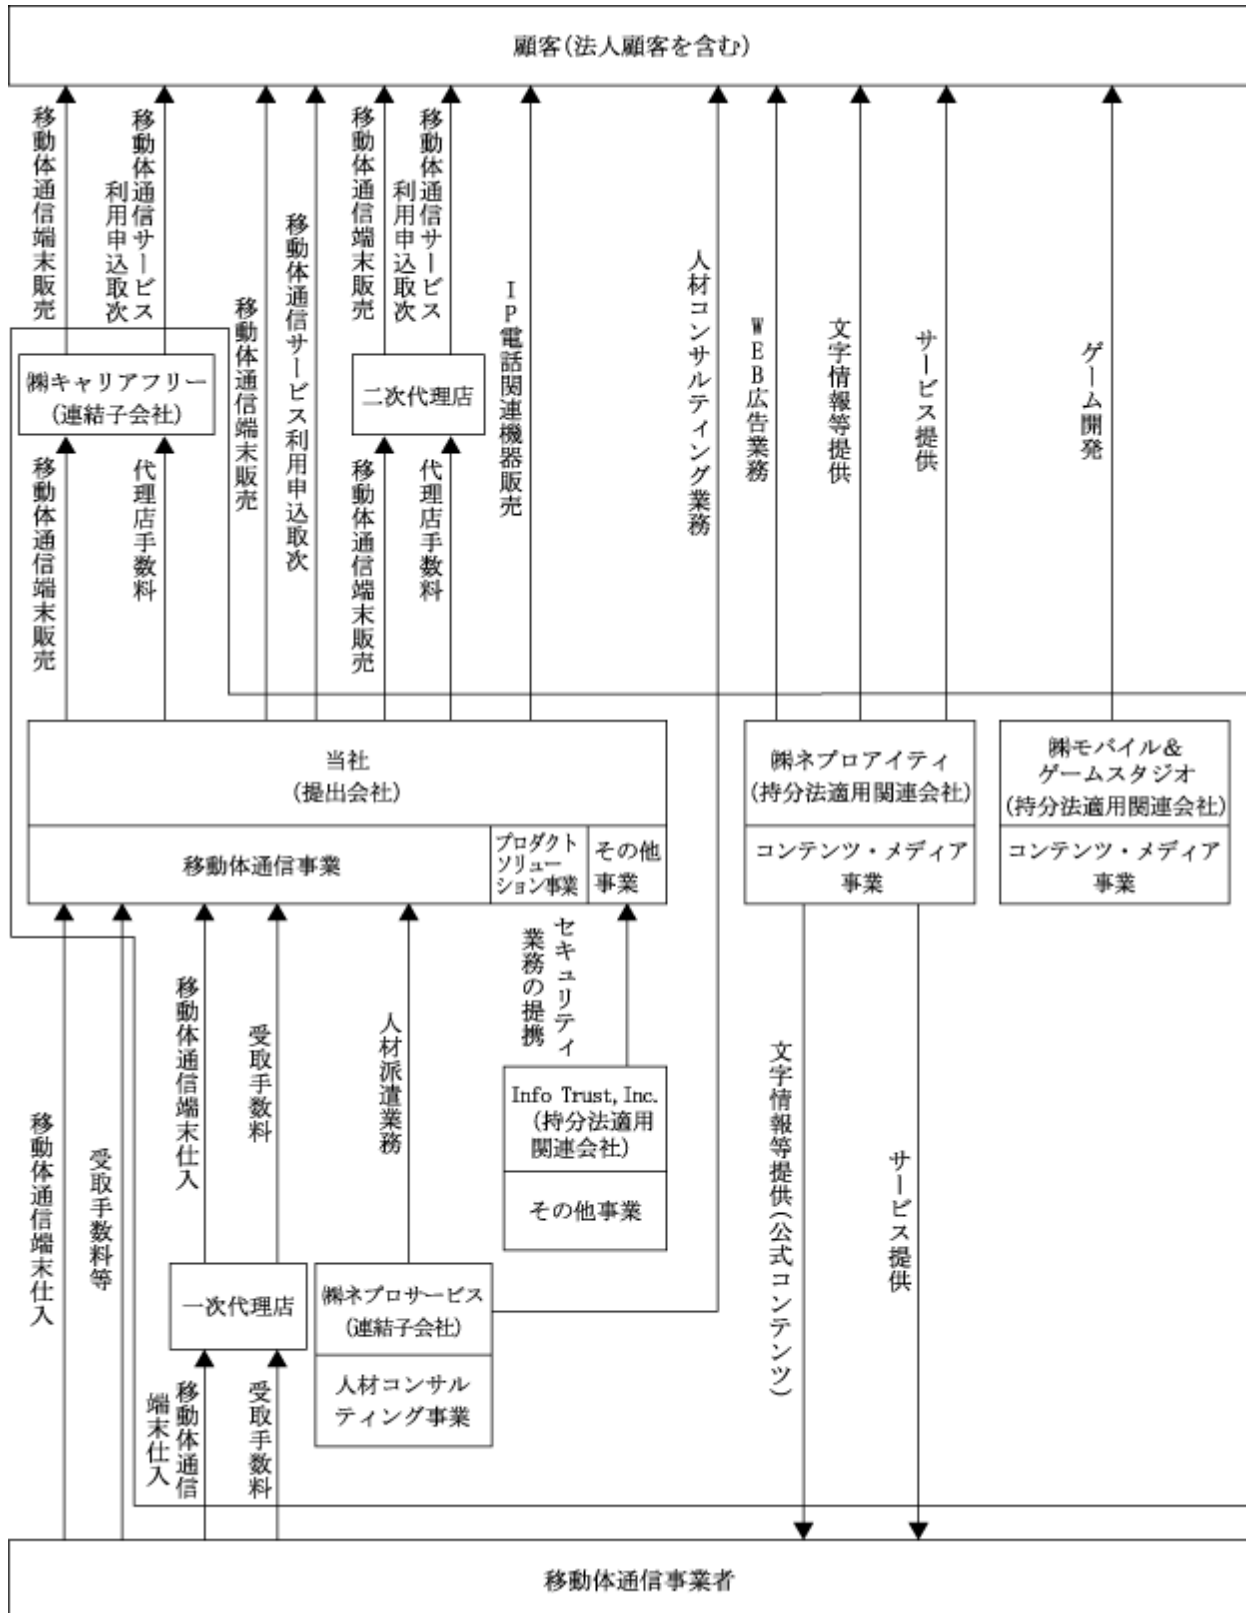 顧客(法人顧客を含む)
移動体通信端末販売
移動体通信サービス
利用申込取次
移動体通信端末販売
移動体通信サービス利用申込取次
移動体通信端末販売
移動体通信サービス
利用申込取次
IP電話関連機器販売
人材コンサルティング業務
WEB広告業務
文字情報等提供
サービス提供
ゲーム開発
㈱キャリアフリー
(連結子会社)
二次代理店
移動体通信端末販売
代理店手数料
移動体通信端末販売
代理店手数料
当社
(提出会社)
移動体通信事業
プロダクト
ソリュー
ション事業
その他
事業
㈱ネプロアイティ
(持分法適用関連会社)
コンテンツ・メディア
事業
㈱モバイル&
ゲームスタジオ
(持分法適用関連会社)
コンテンツ・メディア
事業
移動体通信端末仕入
受取手数料等
移動体通信端末仕入
受取手数料
人材派遣業務
セキュリティ
業務の提携
Info Trust,Inc.
(持分法適用
関連会社)
その他事業
文字情報等提供(公式コンテンツ)
サービス提供
一次代理店
㈱ネプロサービス
(連結子会社)
人材コンサル
ティング事業
移動体通信
端末仕入
受取手数料
移動体通信事業者